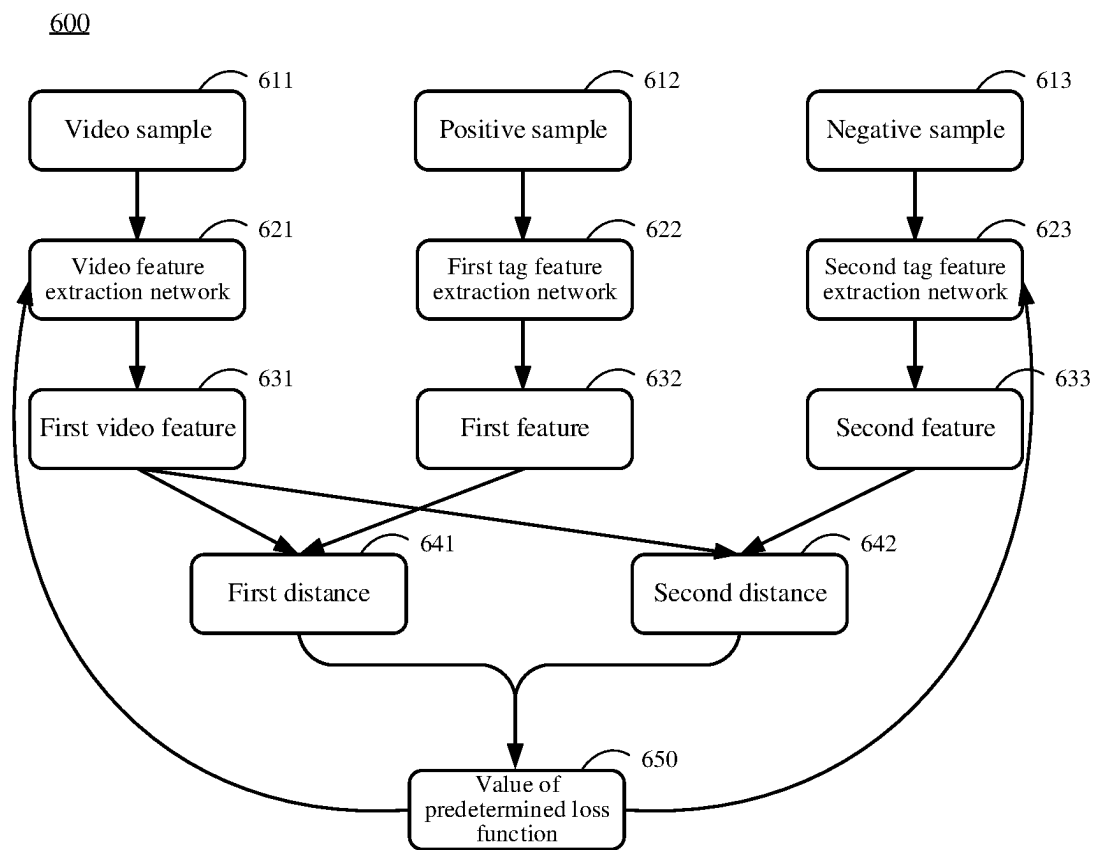 600
611
612
613
Video sample
Positive sample
Negative sample
621
622
623
Video feature
extraction network
First tag feature
extraction network
Second tag feature
extraction network
631
632
633
First video feature
First feature
Second feature
641
642
First distance
Second distance
650
Value of
predetermined loss
function